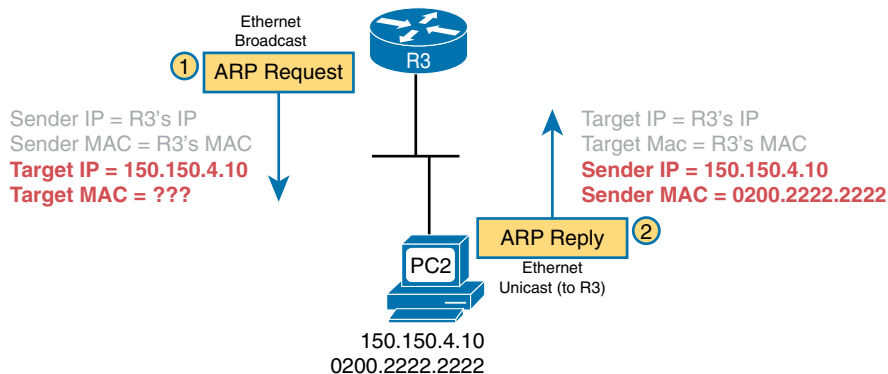 Ethernet
Broadcast
1
ARP Request
R3
Sender IP = R3's IP
Sender MAC = R3's MAC
Target IP = 150.150.4.10
Target MAC = ???
Target IP = R3's IP
Target Mac = R3's MAC
Sender IP = 150.150.4.10
Sender MAC = 0200.2222.2222
ARP Reply
2
Ethernet
Unicast (to R3)
PC2
150.150.4.10
0200.2222.2222